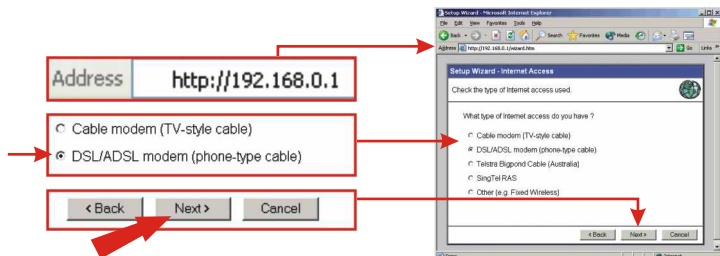 Address http://192.168.0.1
Cable modem (TV-style cable)
DSL/ADSL modem (phone-type cable)
< Back Next > Cancel
Setup Wizard - Microsoft Internet Explorer
File Edit View Favorites Tools Help
Back Search Favorites Media
Address http://192.168.0.1/wizard.htm Go Links »
Setup Wizard - Internet Access
Check the type of Internet access used.
What type of Internet access do you have ?
Cable modem (TV-style cable)
DSL/ADSL modem (phone-type cable)
Telstra Bigpond Cable (Australia)
SingTel RAS
Other (e.g. Fixed Wireless)
< Back Next > Cancel